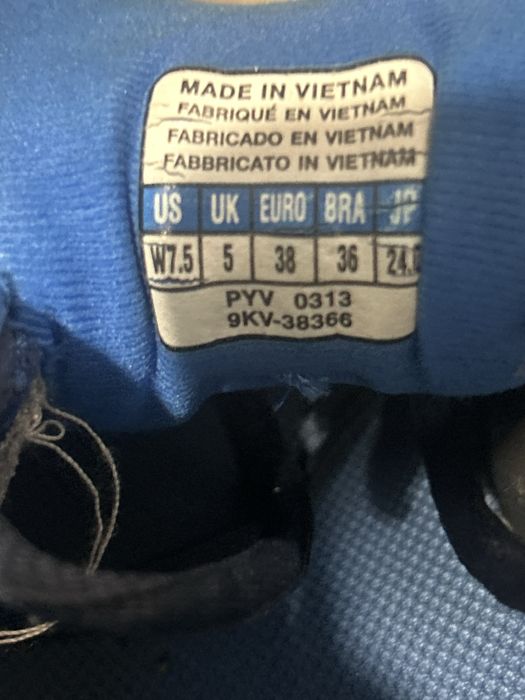 MADE IN VIETNAM
FABRIQUÉ EN VIETNAM
FABRICADO EN VIETNAM
FABBRICATO IN VIETNAM
US UK EURO BRA JP
W7.5 5 38 36 24.0
PYV 0313
9KV-38366